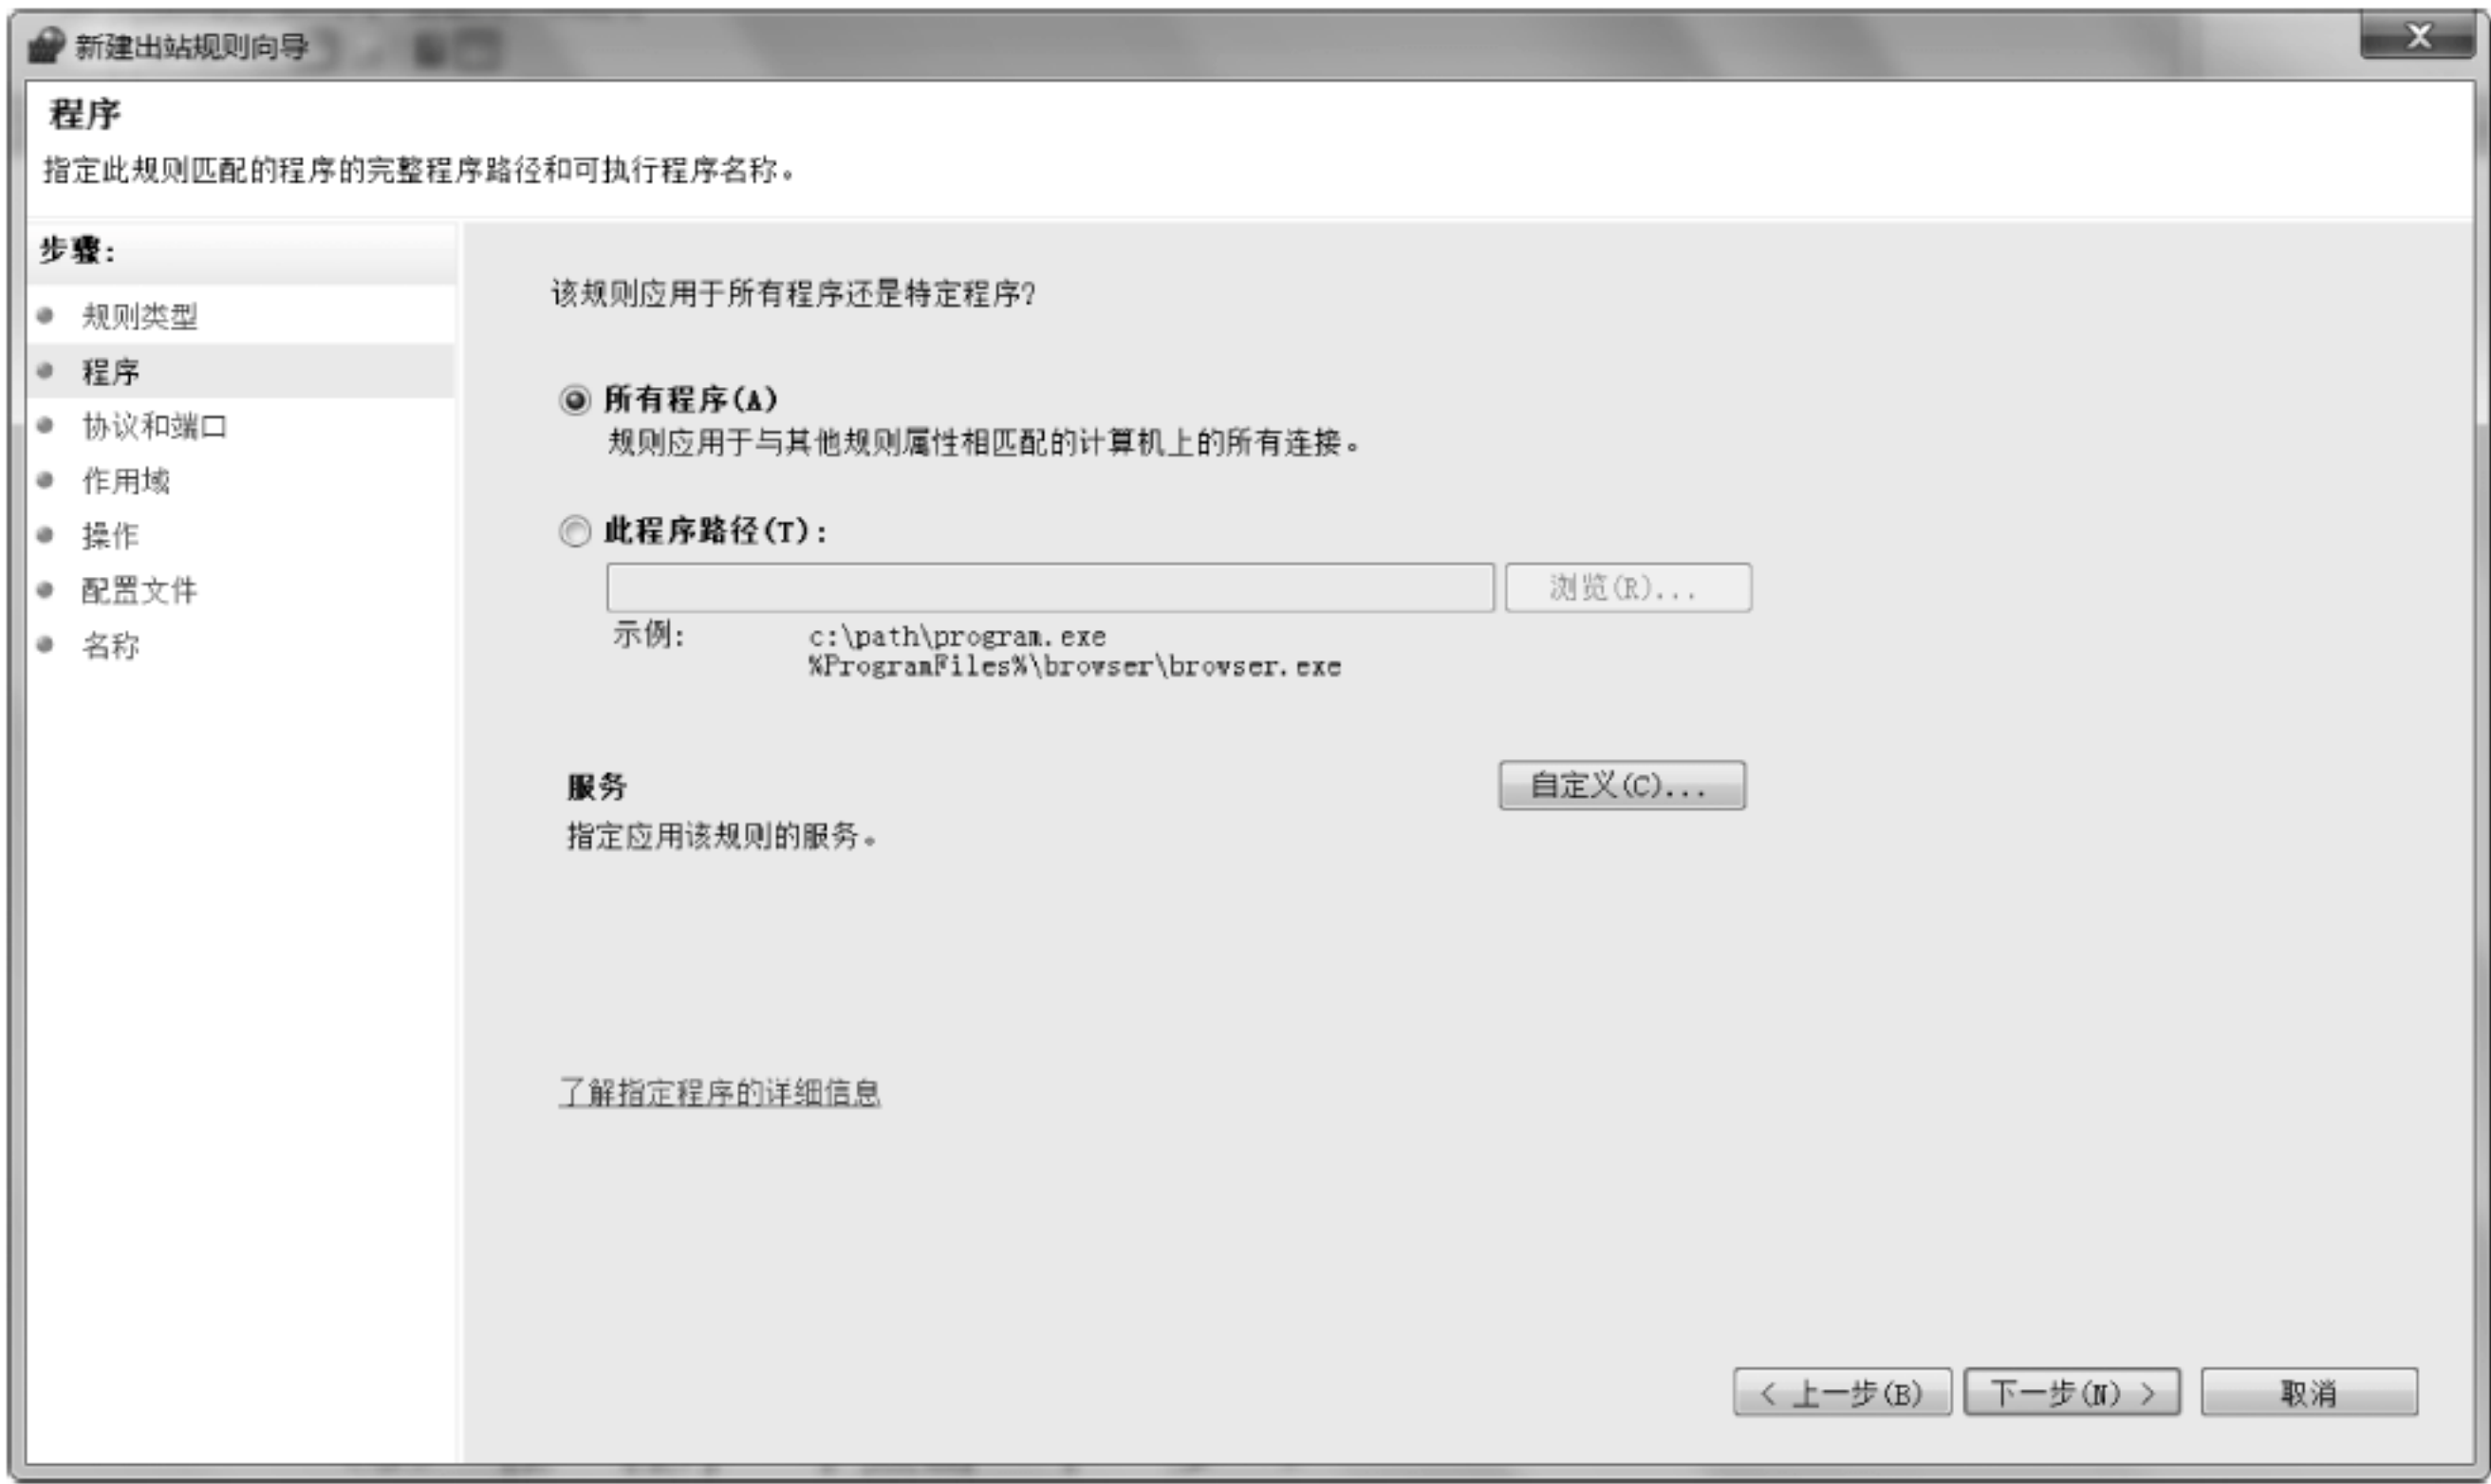 新建出站规则向导
程序
指定此规则匹配的程序的完整程序路径和可执行程序名称。
步骤:
规则类型
程序
协议和端口
作用域
操作
配置文件
名称
该规则应用于所有程序还是特定程序?
所有程序(A)
规则应用于与其他规则属性相匹配的计算机上的所有连接。
此程序路径(T):
浏览(R)...
示例: c:\path\program.exe
%ProgramFiles%\browser\browser.exe
服务 自定义(C)...
指定应用该规则的服务。
了解指定程序的详细信息
< 上一步(B) 下一步(N) > 取消